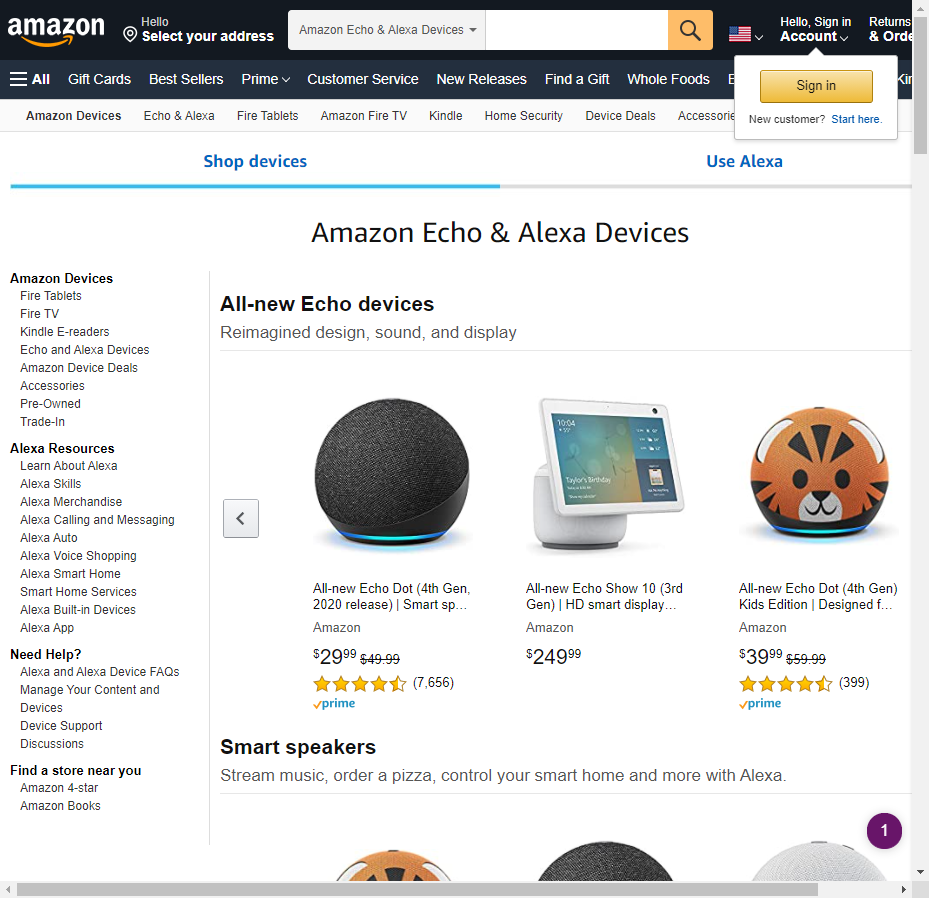 amazon
Hello
Select your address
Amazon Echo & Alexa Devices
Hello, Sign in
Account
Returns
& Orde
All
Gift Cards
Best Sellers
Prime
Customer Service
New Releases
Find a Gift
Whole Foods
Sign in
New customer? Start here.
Amazon Devices
Echo & Alexa
Fire Tablets
Amazon Fire TV
Kindle
Home Security
Device Deals
Accessorie
Shop devices
Use Alexa
Amazon Echo & Alexa Devices
Amazon Devices
Fire Tablets
Fire TV
Kindle E-readers
Echo and Alexa Devices
Amazon Device Deals
Accessories
Pre-Owned
Trade-In
Alexa Resources
Learn About Alexa
Alexa Skills
Alexa Merchandise
Alexa Calling and Messaging
Alexa Auto
Alexa Voice Shopping
Alexa Smart Home
Smart Home Services
Alexa Built-in Devices
Alexa App
Need Help?
Alexa and Alexa Device FAQs
Manage Your Content and
Devices
Device Support
Discussions
Find a store near you
Amazon 4-star
Amazon Books
All-new Echo devices
Reimagined design, sound, and display
10:04
Taylor's Birthday
All-new Echo Dot (4th Gen,
2020 release) | Smart sp...
Amazon
$29.99 $49.99
(7,656)
prime
All-new Echo Show 10 (3rd
Gen) | HD smart display...
Amazon
$249.99
All-new Echo Dot (4th Gen)
Kids Edition | Designed f...
Amazon
$39.99 $59.99
(399)
prime
Smart speakers
Stream music, order a pizza, control your smart home and more with Alexa.
1